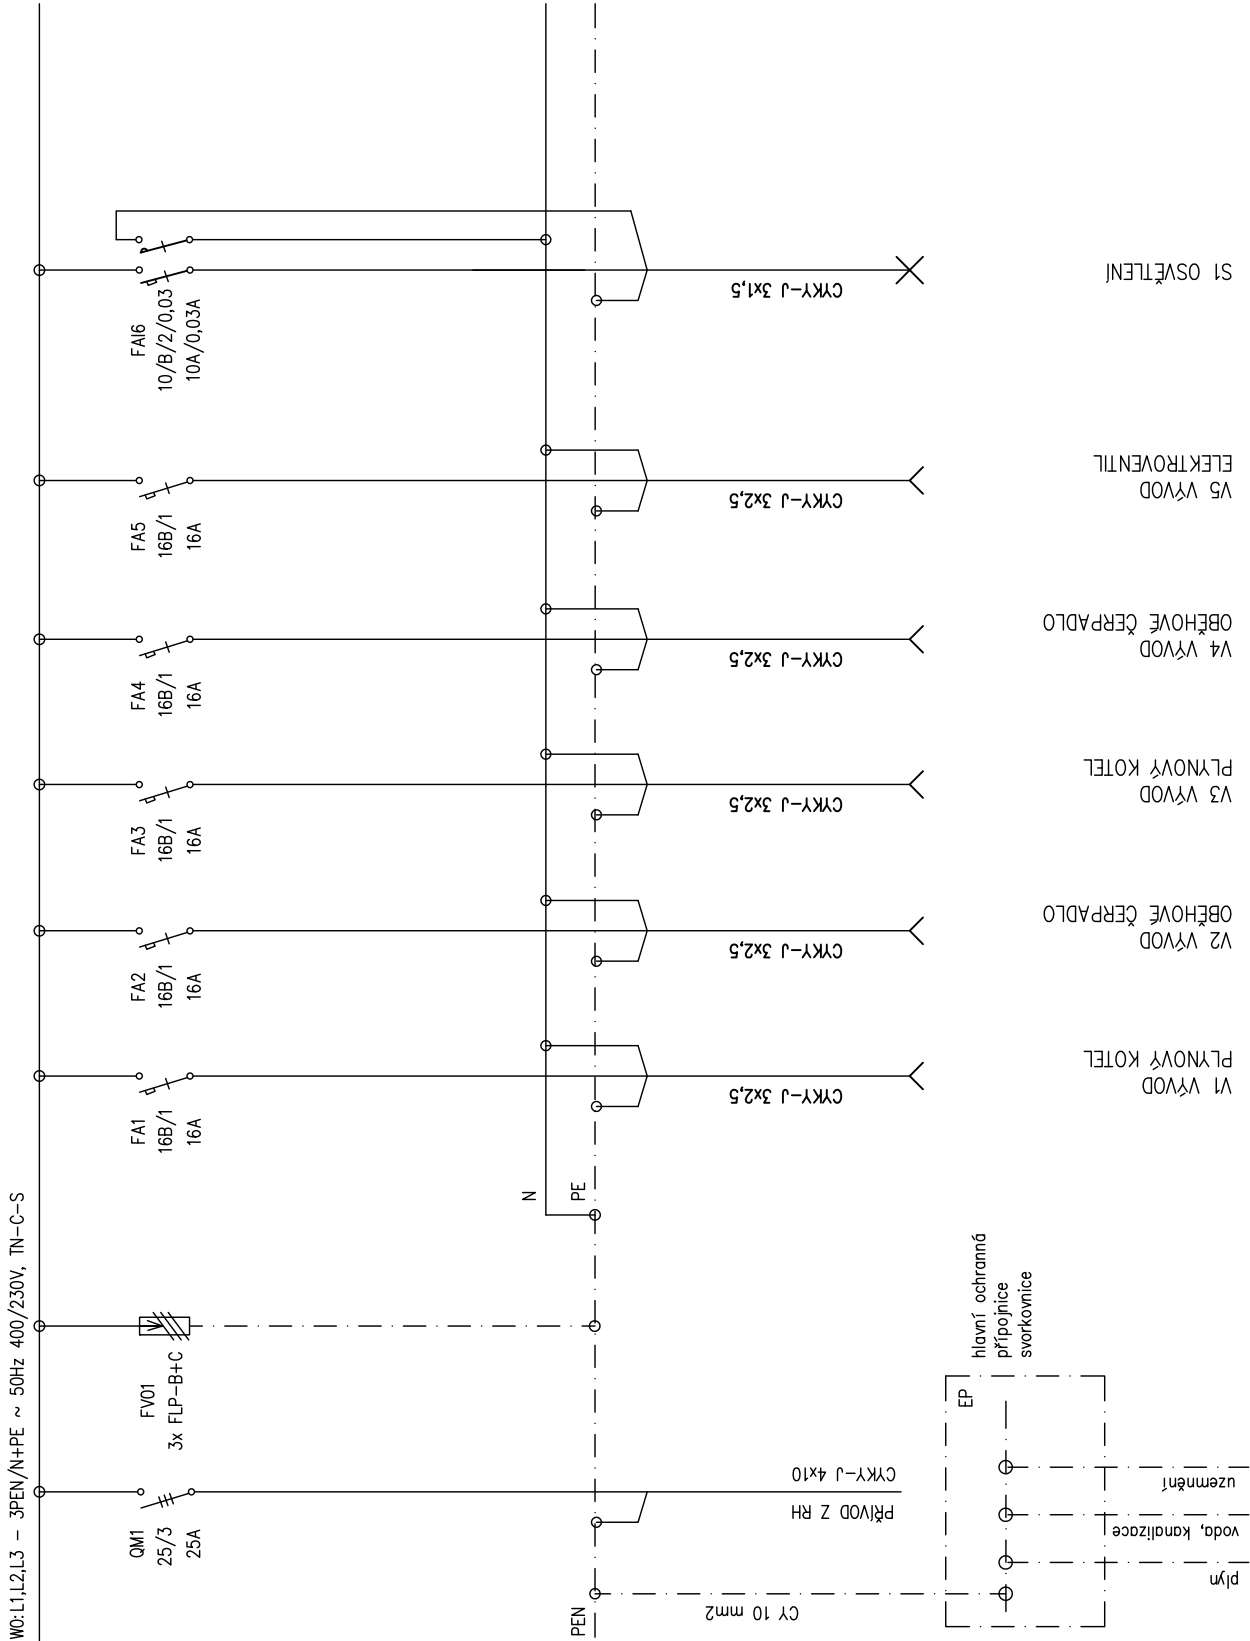 WO:L1,L2,L3 – 3PEN/N+PE ~ 50Hz 400/230V, TN–C–S
QM1
25/3
25A
FV01
3x FLP–B+C
FA1
16B/1
16A
FA2
16B/1
16A
FA3
16B/1
16A
FA4
16B/1
16A
FA5
16B/1
16A
FAI6
10/B/2/0,03
10A/0,03A
PEN
N
PE
PŘÍVOD Z RH
CYKY–J 4x10
CY 10 mm2
CYKY–J 3x2,5
CYKY–J 3x2,5
CYKY–J 3x2,5
CYKY–J 3x2,5
CYKY–J 3x2,5
CYKY–J 3x1,5
EP
hlavní ochranná
přípojnice
svorkovnice
plyn
voda, kanalizace
uzemnění
V1 VÝVOD
PLYNOVÝ KOTEL
V2 VÝVOD
OBĚHOVÉ ČERPADLO
V3 VÝVOD
PLYNOVÝ KOTEL
V4 VÝVOD
OBĚHOVÉ ČERPADLO
V5 VÝVOD
ELEKTROVENTIL
S1 OSVĚTLENÍ